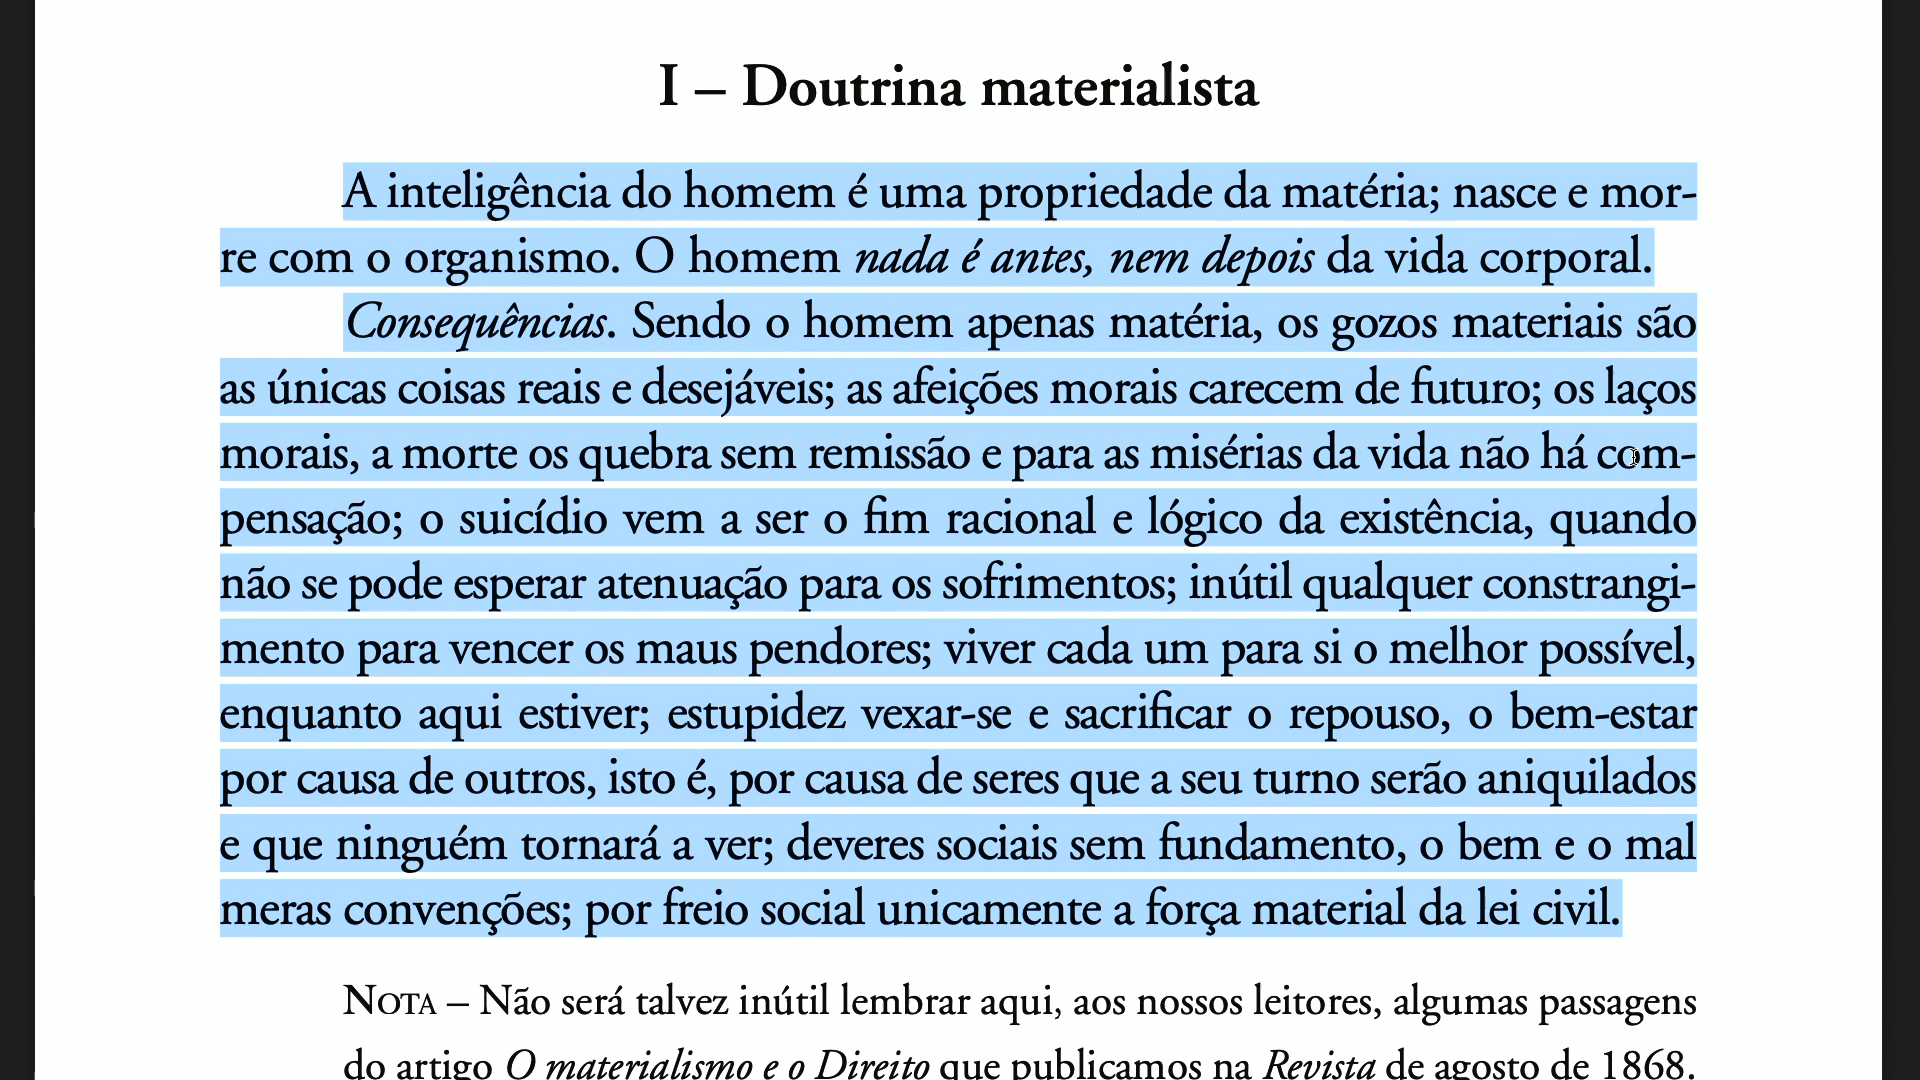 I – Doutrina materialista
A inteligência do homem é uma propriedade da matéria; nasce e mor-
re com o organismo. O homem nada é antes, nem depois da vida corporal.
Consequências. Sendo o homem apenas matéria, os gozos materiais são
as únicas coisas reais e desejáveis; as afeições morais carecem de futuro; os laços
morais, a morte os quebra sem remissão e para as misérias da vida não há com-
pensação; o suicídio vem a ser o fim racional e lógico da existência, quando
não se pode esperar atenuação para os sofrimentos; inútil qualquer constrangi-
mento para vencer os maus pendores; viver cada um para si o melhor possível,
enquanto aqui estiver; estupidez vexar-se e sacrificar o repouso, o bem-estar
por causa de outros, isto é, por causa de seres que a seu turno serão aniquilados
e que ninguém tornará a ver; deveres sociais sem fundamento, o bem e o mal
meras convenções; por freio social unicamente a força material da lei civil.
NOTA – Não será talvez inútil lembrar aqui, aos nossos leitores, algumas passagens
do artigo O materialismo e o Direito que publicamos na Revista de agosto de 1868.